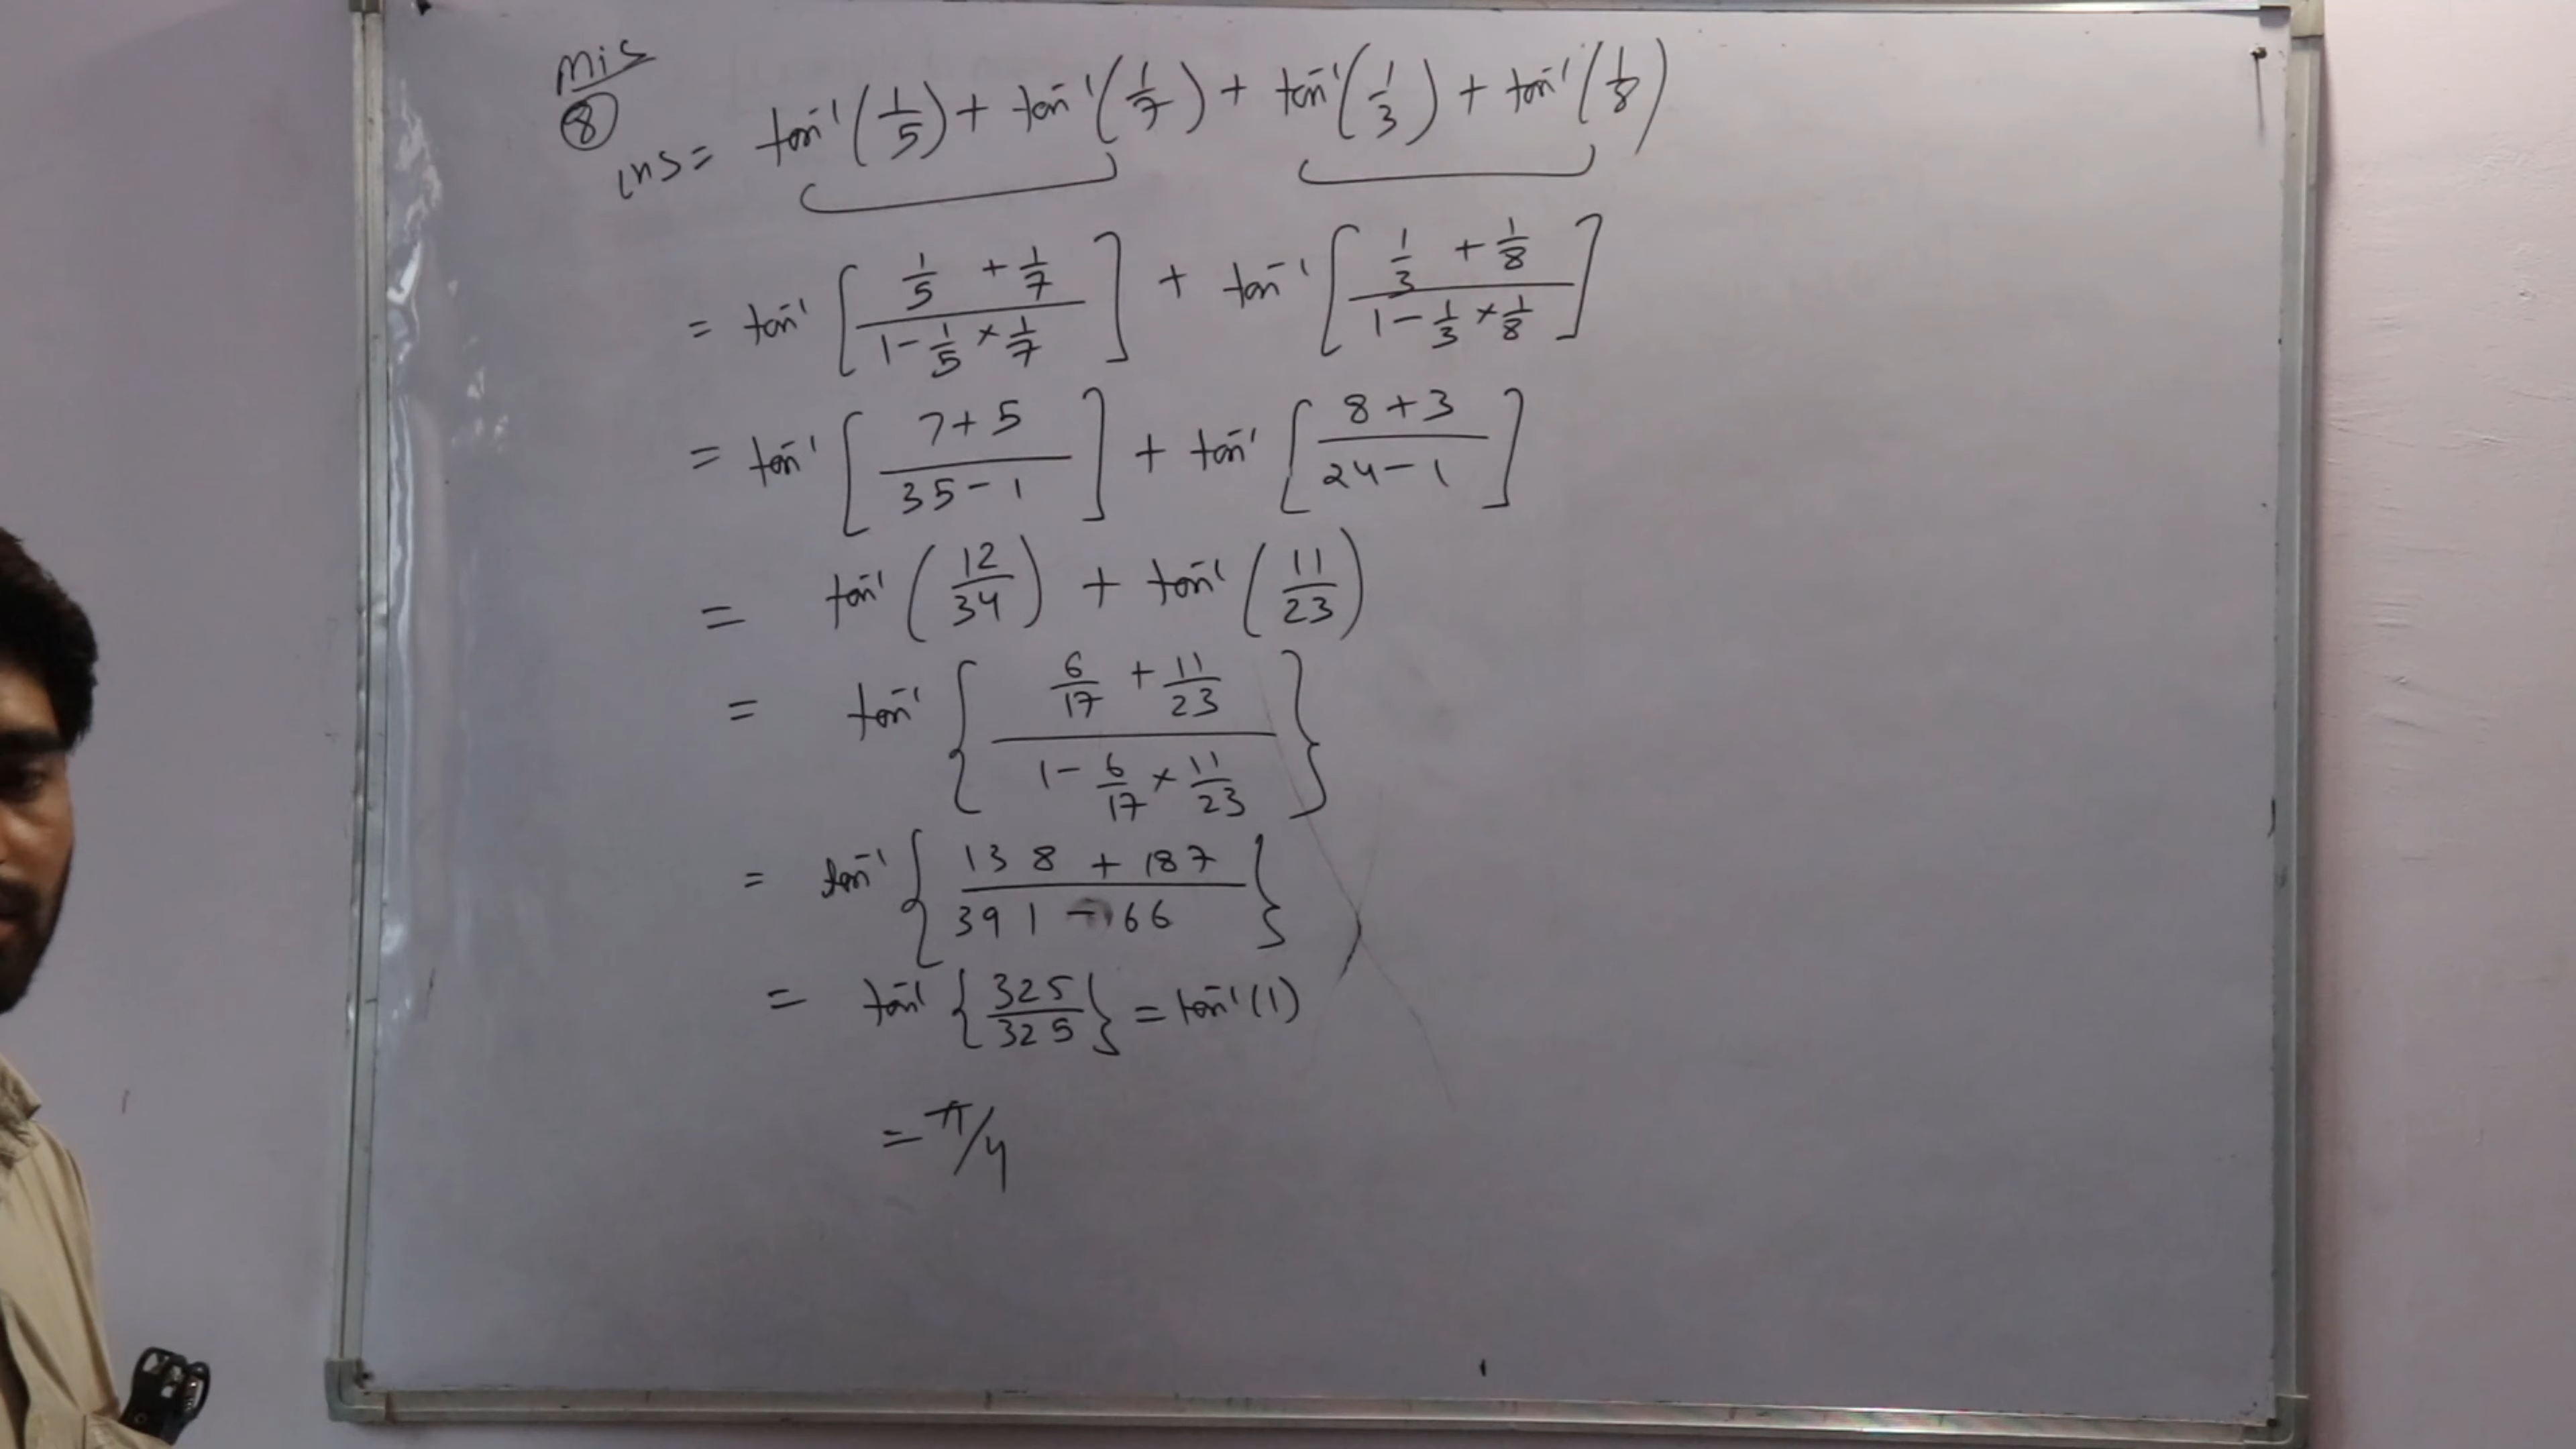 Mis
8
LHS = tan⁻¹(1/5) + tan⁻¹(1/7) + tan⁻¹(1/3) + tan⁻¹(1/8)
= tan⁻¹[(1/5 + 1/7)/(1 - 1/5 × 1/7)] + tan⁻¹[(1/3 + 1/8)/(1 - 1/3 × 1/8)]
= tan⁻¹[(7+5)/(35-1)] + tan⁻¹[(8+3)/(24-1)]
= tan⁻¹(12/34) + tan⁻¹(11/23)
= tan⁻¹{(6/17 + 11/23)/(1 - 6/17 × 11/23)}
= tan⁻¹{(138 + 187)/(391 - 66)}
= tan⁻¹{325/325} = tan⁻¹(1)
= π/4